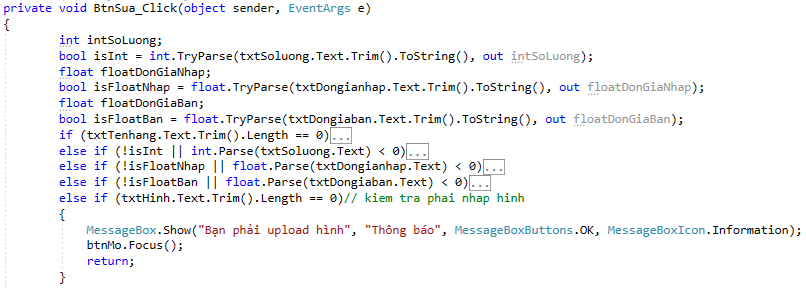 private void BtnSua_Click(object sender, EventArgs e)
{
int intSoLuong;
bool isInt = int.TryParse(txtSoluong.Text.Trim().ToString(), out intSoLuong);
float floatDonGiaNhap;
bool isFloatNhap = float.TryParse(txtDongianhap.Text.Trim().ToString(), out floatDonGiaNhap);
float floatDonGiaBan;
bool isFloatBan = float.TryParse(txtDongiaban.Text.Trim().ToString(), out floatDonGiaBan);
if (txtTenhang.Text.Trim().Length == 0)...
else if (!isInt || int.Parse(txtSoluong.Text) < 0)...
else if (!isFloatNhap || float.Parse(txtDongianhap.Text) < 0)...
else if (!isFloatBan || float.Parse(txtDongiaban.Text) < 0)...
else if (txtHinh.Text.Trim().Length == 0)// kiem tra phai nhap hinh
{
MessageBox.Show("Bạn phải upload hình", "Thông báo", MessageBoxButtons.OK, MessageBoxIcon.Information);
btnMo.Focus();
return;
}